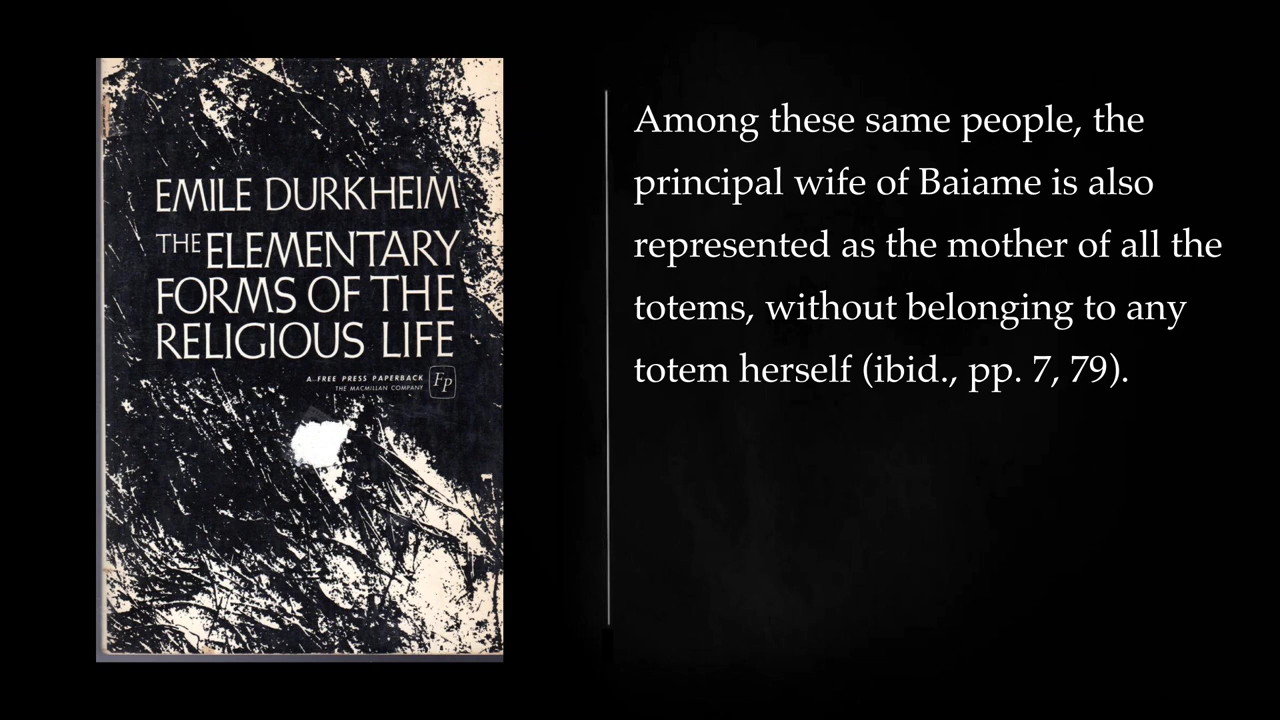 EMILE DURKHEIM
THE ELEMENTARY
FORMS OF THE
RELIGIOUS LIFE
A FREE PRESS PAPERBACK
THE MACMILLAN COMPANY
Fp
Among these same people, the
principal wife of Baiame is also
represented as the mother of all the
totems, without belonging to any
totem herself (ibid., pp. 7, 79).